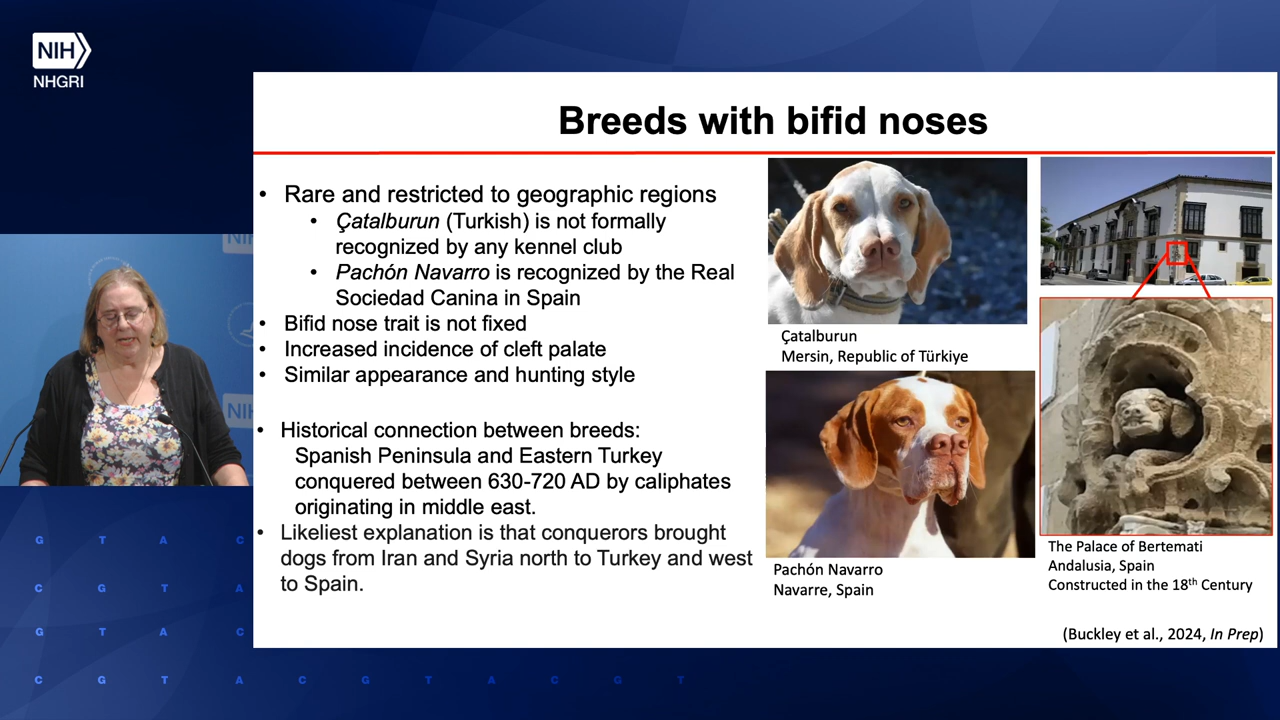 NIH
NHGRI
Breeds with bifid noses
• Rare and restricted to geographic regions
• Çatalburun (Turkish) is not formally
recognized by any kennel club
• Pachón Navarro is recognized by the Real
Sociedad Canina in Spain
• Bifid nose trait is not fixed
• Increased incidence of cleft palate
• Similar appearance and hunting style
• Historical connection between breeds:
Spanish Peninsula and Eastern Turkey
conquered between 630-720 AD by caliphates
originating in middle east.
• Likeliest explanation is that conquerors brought
dogs from Iran and Syria north to Turkey and west
to Spain.
Çatalburun
Mersin, Republic of Türkiye
Pachón Navarro
Navarre, Spain
The Palace of Bertemati
Andalusia, Spain
Constructed in the 18th Century
(Buckley et al., 2024, In Prep)
NI
NI
NIH
G T A C
C G T A
G T A C
C G T A C G T A C G T